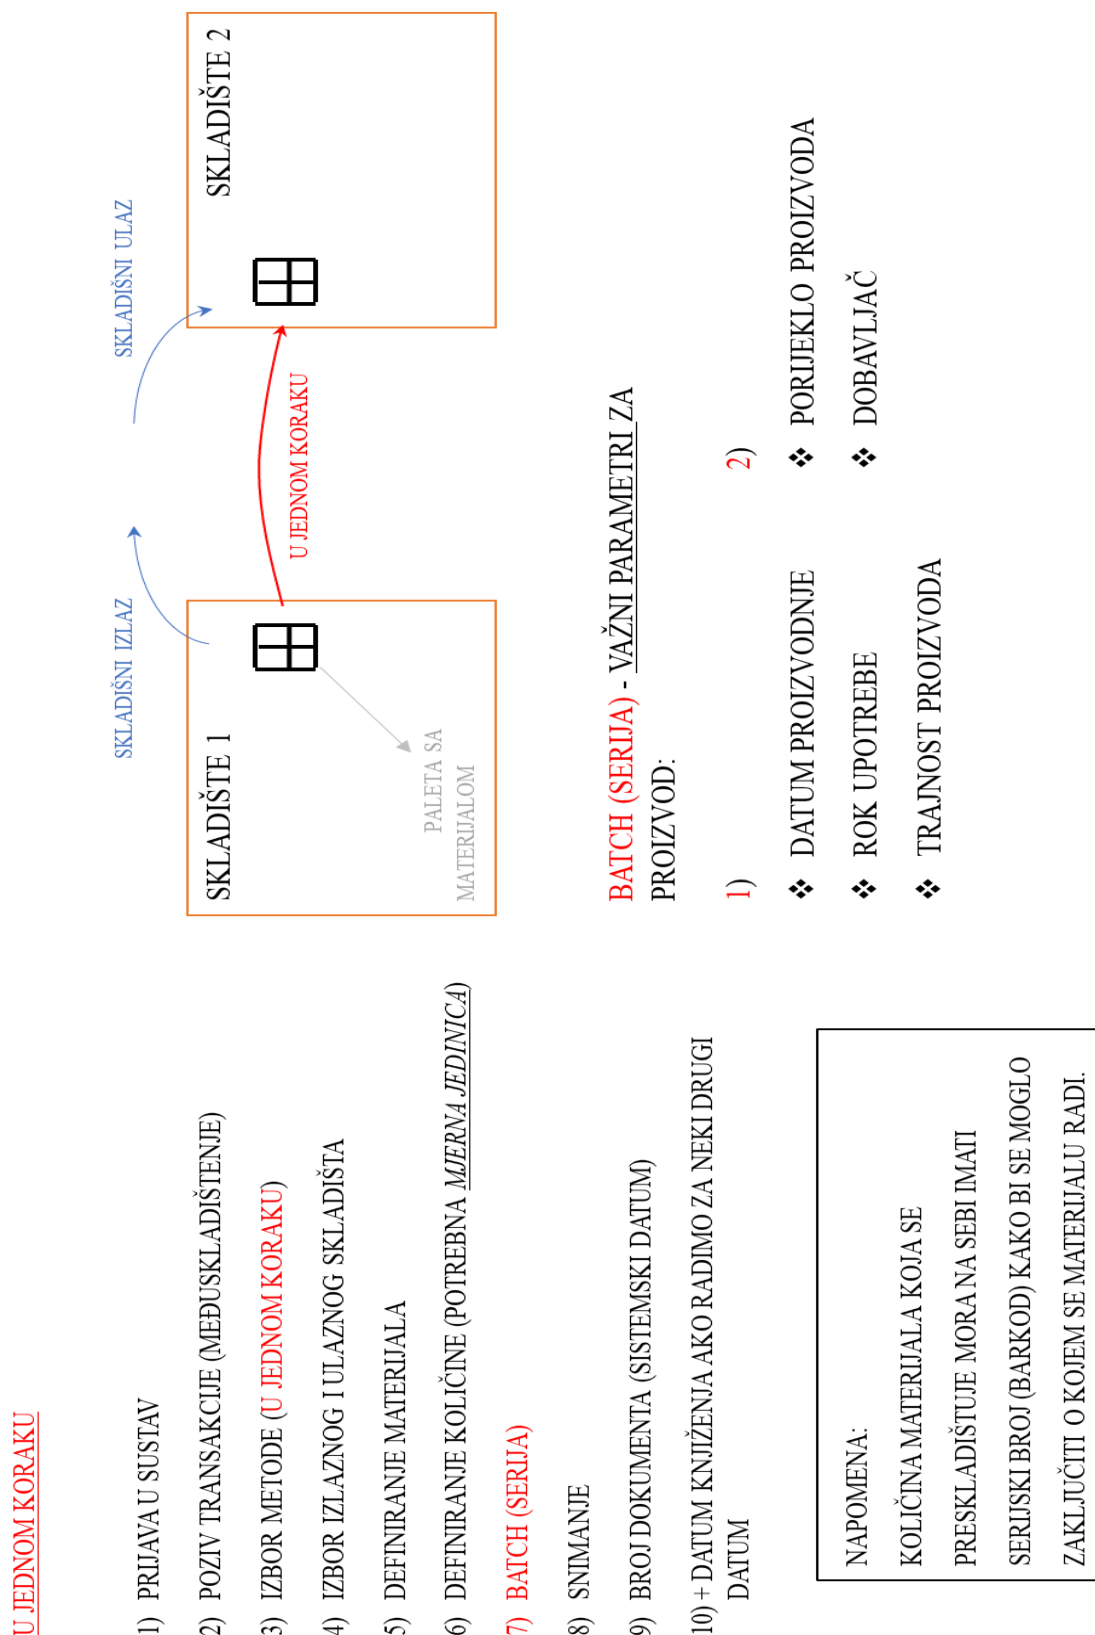 U JEDNOM KORAKU
1) PRIJAVA U SUSTAV
2) POZIV TRANSAKCIJE (MEĐUSKLADIŠTENJE)
3) IZBOR METODE (U JEDNOM KORAKU)
4) IZBOR IZLAZNOG I ULAZNOG SKLADIŠTA
5) DEFINIRANJE MATERIJALA
6) DEFINIRANJE KOLIČINE (POTREBNA MJERNA JEDINICA)
7) BATCH (SERIJA)
8) SNIMANJE
9) BROJ DOKUMENTA (SISTEMSKI DATUM)
10) + DATUM KNJIŽENJA AKO RADIMO ZA NEKI DRUGI
DATUM
NAPOMENA:
KOLIČINA MATERIJALA KOJA SE
PRESKLADIŠTUJE MORA NA SEBI IMATI
SERIJSKI BROJ (BARKOD) KAKO BI SE MOGLO
ZAKLJUČITI O KOJEM SE MATERIJALU RADI.
SKLADIŠNI IZLAZ
SKLADIŠNI ULAZ
SKLADIŠTE 1
SKLADIŠTE 2
U JEDNOM KORAKU
PALETA SA
MATERIJALOM
BATCH (SERIJA) - VAŽNI PARAMETRI ZA
PROIZVOD:
1)
❖ DATUM PROIZVODNJE
❖ ROK UPOTREBE
❖ TRAJNOST PROIZVODA
2)
❖ PORIJEKLO PROIZVODA
❖ DOBAVLJAČ